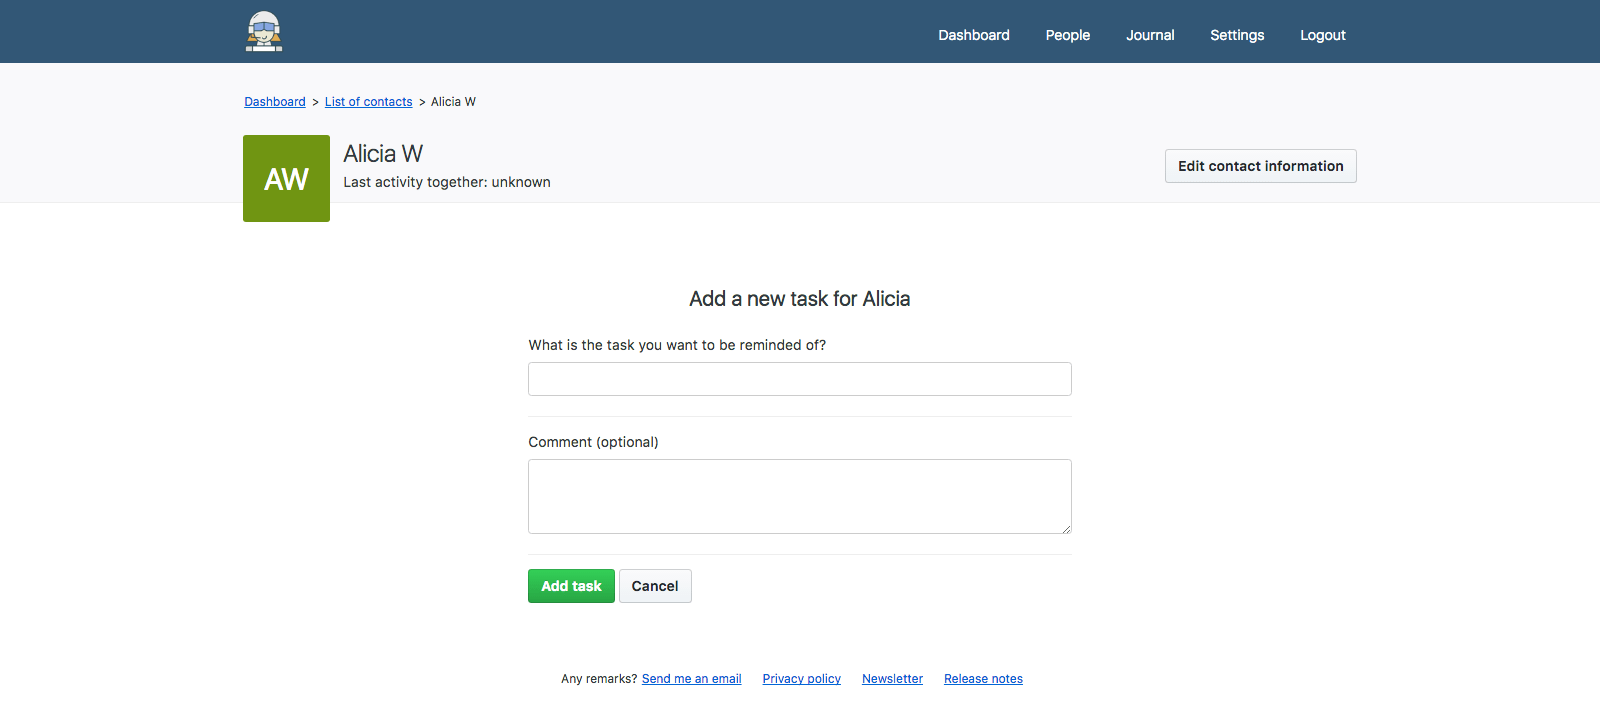 Dashboard People Journal Settings Logout
Dashboard > List of contacts > Alicia W
AW
Alicia W
Last activity together: unknown
Edit contact information
Add a new task for Alicia
What is the task you want to be reminded of?
Comment (optional)
Add task Cancel
Any remarks? Send me an email Privacy policy Newsletter Release notes